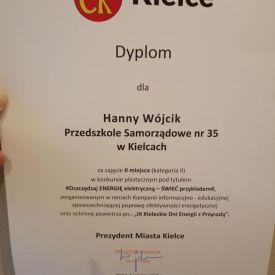 CK Kielce
Dyplom
dla
Hanny Wójcik
Przedszkole Samorządowe nr 35
w Kielcach
za zajęcie II miejsca (kategoria II)
w konkursie plastycznym pod tytułem
#Oszczędzaj ENERGIĘ elektryczną – ŚWIEĆ przykładem#,
zorganizowanym w ramach Kampanii informacyjno - edukacyjnej
upowszechniającej poprawę efektywności energetycznej
oraz ochronę powietrza pn.: „IX Kieleckie Dni Energii z Przyrodą”.
Prezydent Miasta Kielce